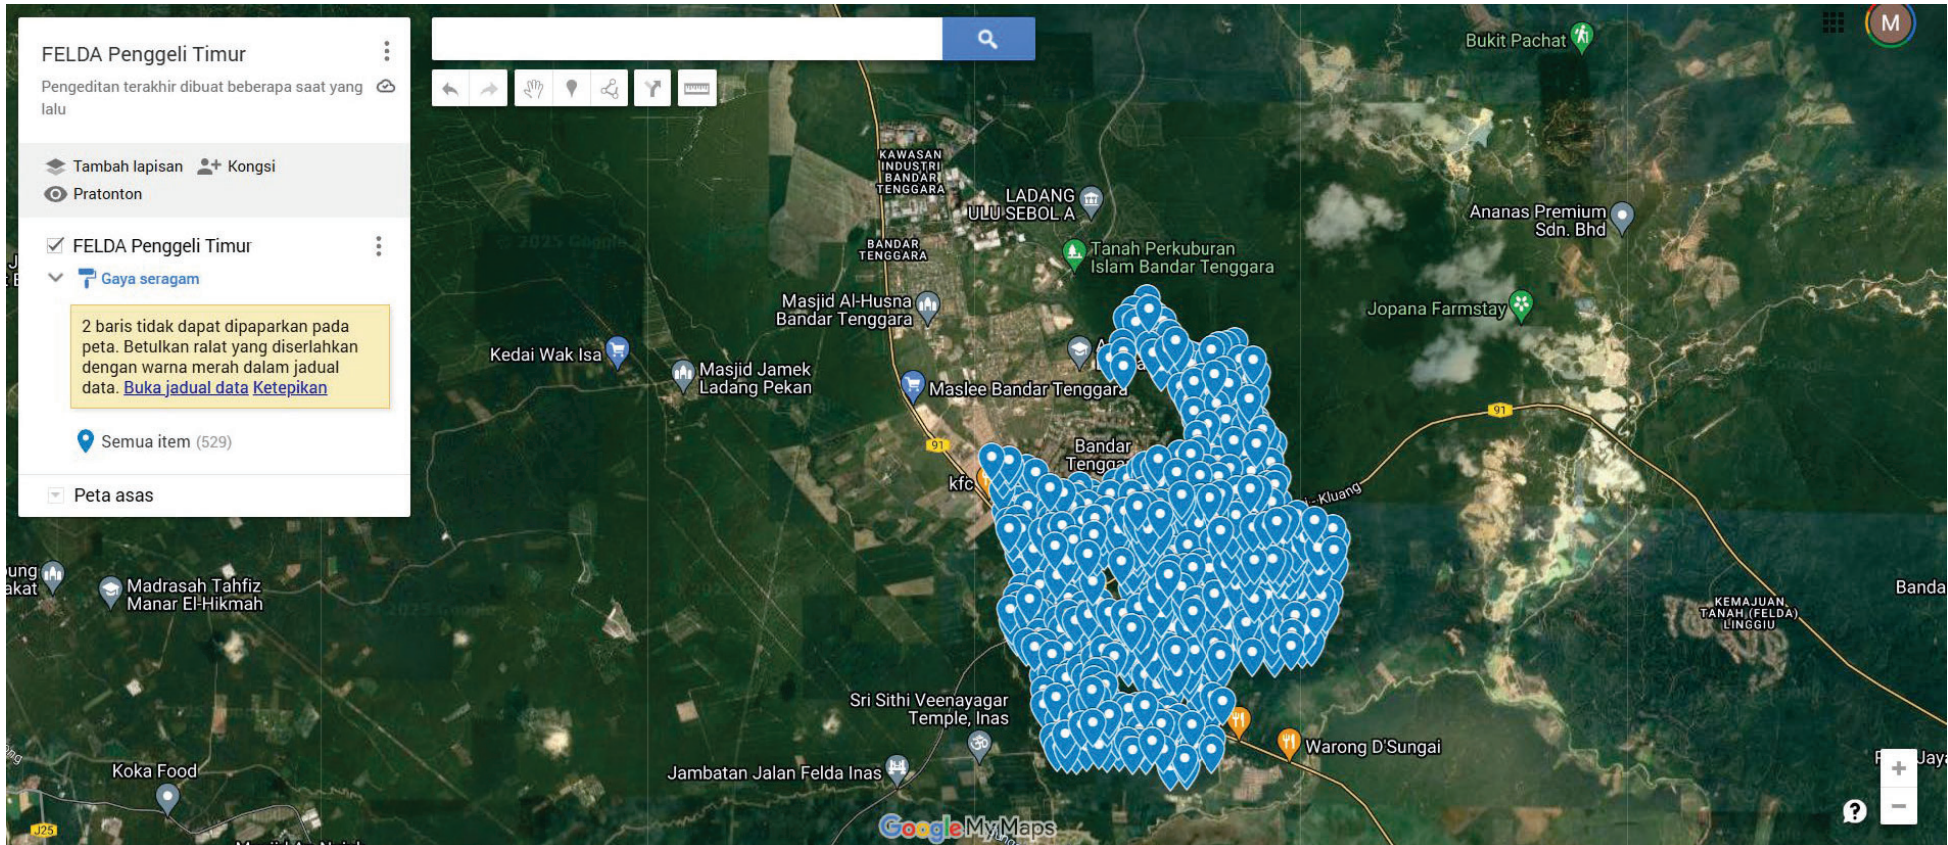 FELDA Penggeli Timur
Pengeditan terakhir dibuat beberapa saat yang
lalu
Tambah lapisan
Kongsi
Pratonton
FELDA Penggeli Timur
Gaya seragam
2 baris tidak dapat dipaparkan pada
peta. Betulkan ralat yang diserlahkan
dengan warna merah dalam jadual
data. Buka jadual data Ketepikan
Semua item (529)
Peta asas
M
Bukit Pachat
KAWASAN
INDUSTRI
BANDAR
TENGGARA
LADANG
ULU SEBOL A
Ananas Premium
Sdn. Bhd
BANDAR
TENGGARA
Tanah Perkuburan
Islam Bandar Tenggara
Masjid Al-Husna
Bandar Tenggara
Jopana Farmstay
Kedai Wak Isa
Masjid Jamek
Ladang Pekan
Maslee Bandar Tenggara
91
91
Bandar
kfc
Kluang
Madrasah Tahfiz
Manar El-Hikmah
KEMAJUAN
TANAH (FELDA)
LINGGIU
Banda
Sri Sithi Veenayagar
Temple, Inas
Warong D'Sungai
Jambatan Jalan Felda Inas
Koka Food
J25
Google My Maps